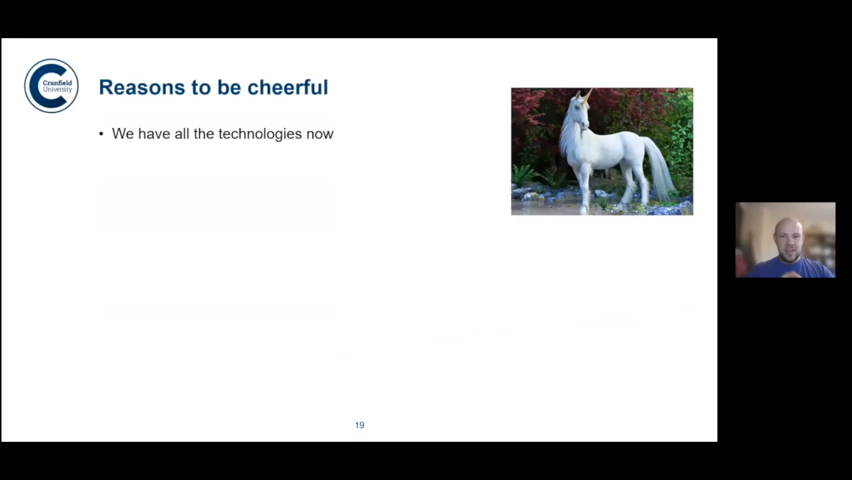 Cranfield
University
Reasons to be cheerful
• We have all the technologies now
19